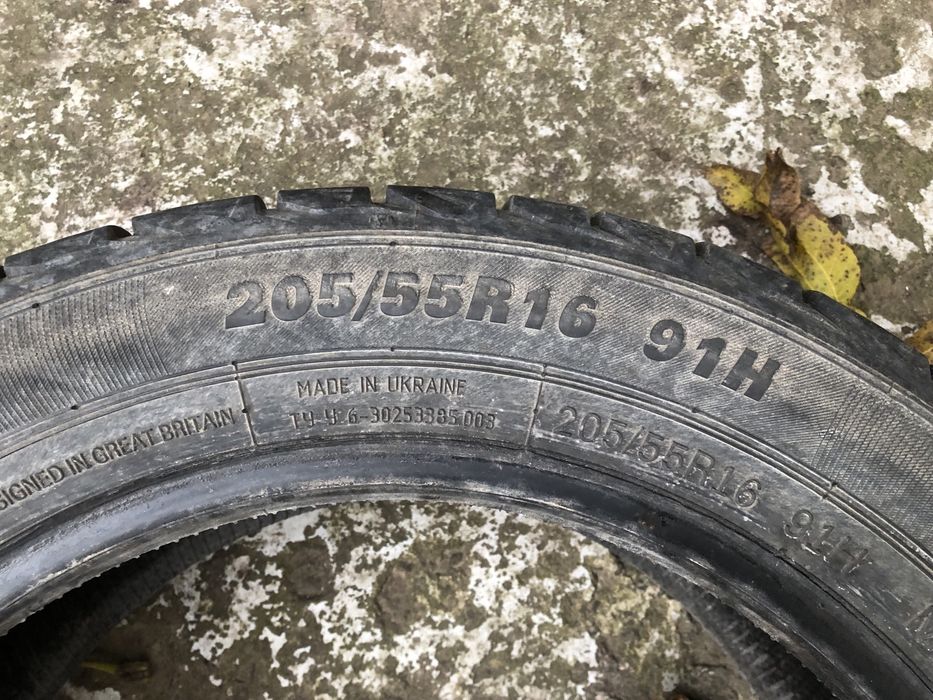 205/55R16 91H
SIGNED IN GREAT BRITAIN
MADE IN UKRAINE
ТУ У 6-30253385.003
205/55R16 91H